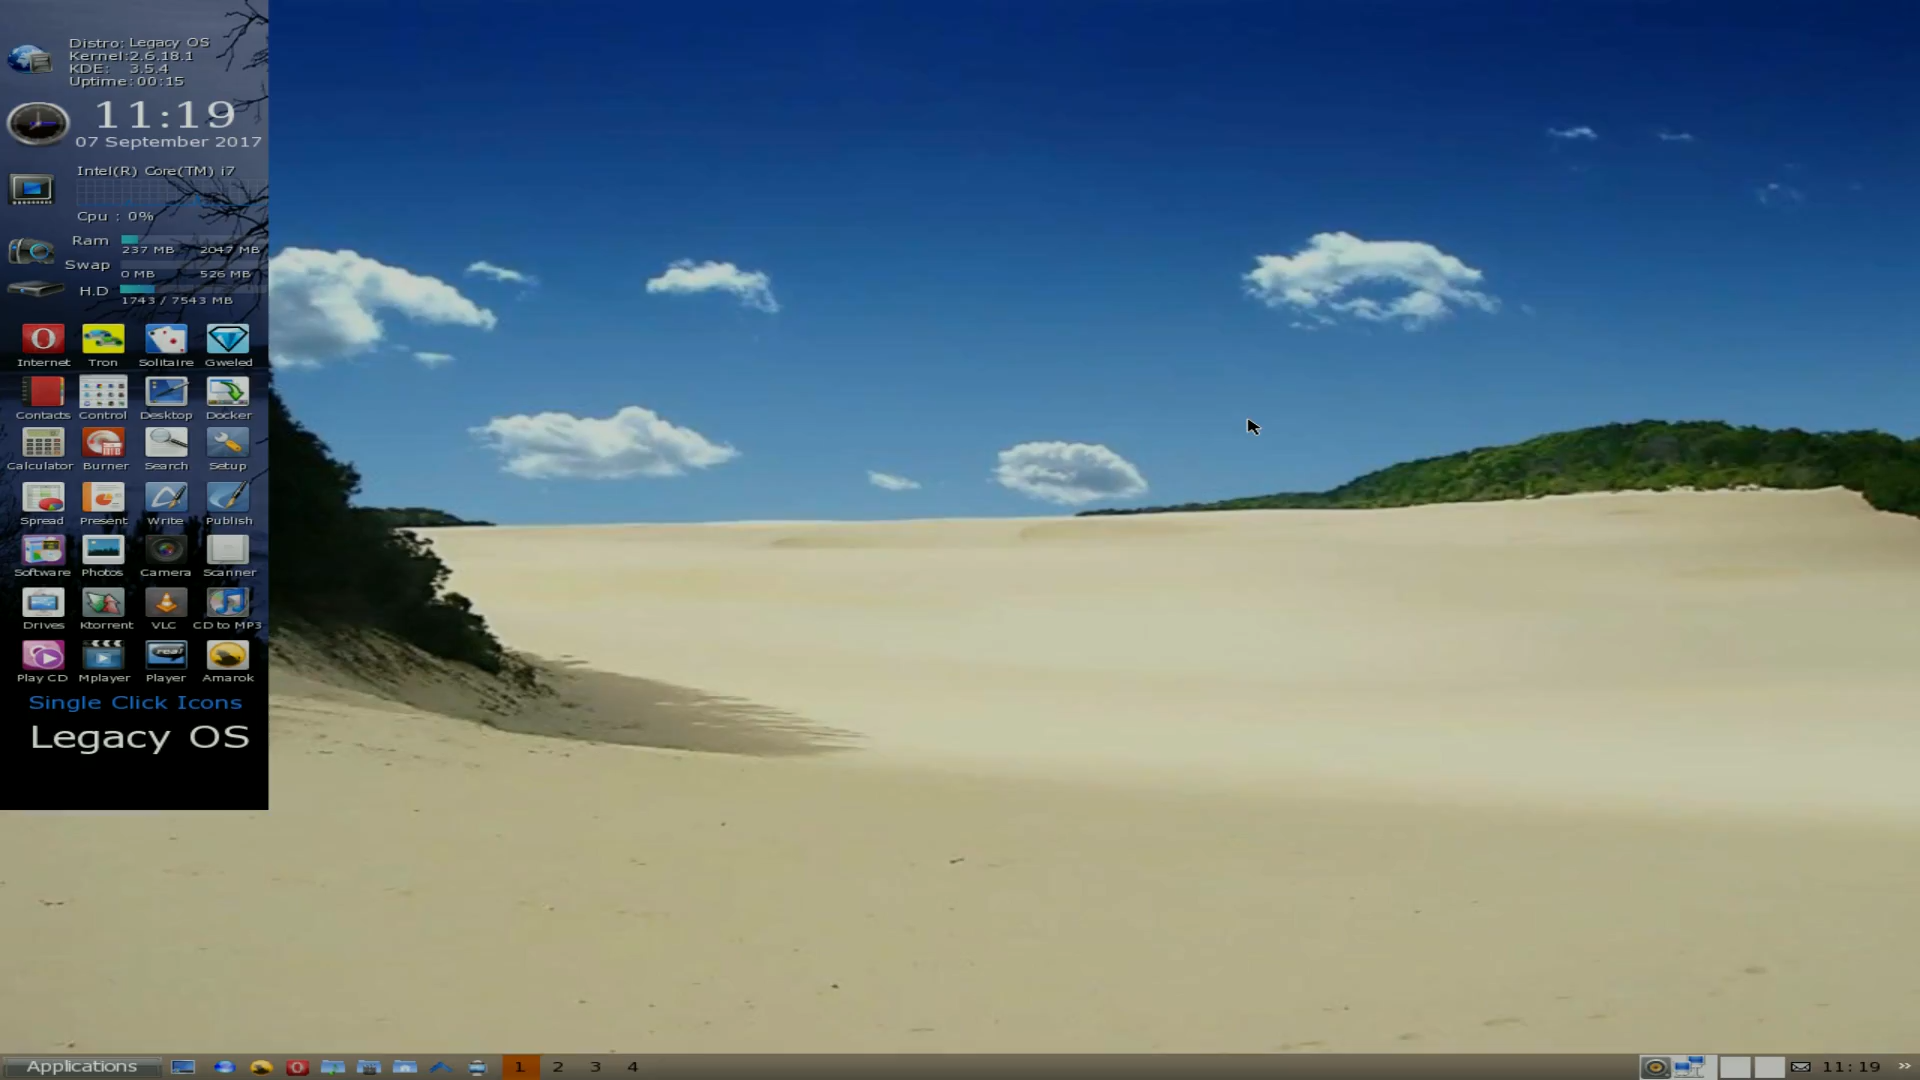 Distro: Legacy OS
Kernel:2.6.18.1
KDE: 3.5.4
Uptime: 00:15
11:19
07 September 2017
Intel(R) Core(TM) i7
Cpu : 0%
Ram
237 MB 2047 MB
Swap
0 MB 526 MB
H.D
1743 / 7543 MB
Internet Tron Solitaire Gweled
Contacts Control Desktop Docker
Calculator Burner Search Setup
Spread Present Write Publish
Software Photos Camera Scanner
Drives Ktorrent VLC CD to MP3
real
Play CD Mplayer Player Amarok
Single Click Icons
Legacy OS
Applications 1 2 3 4 11:19